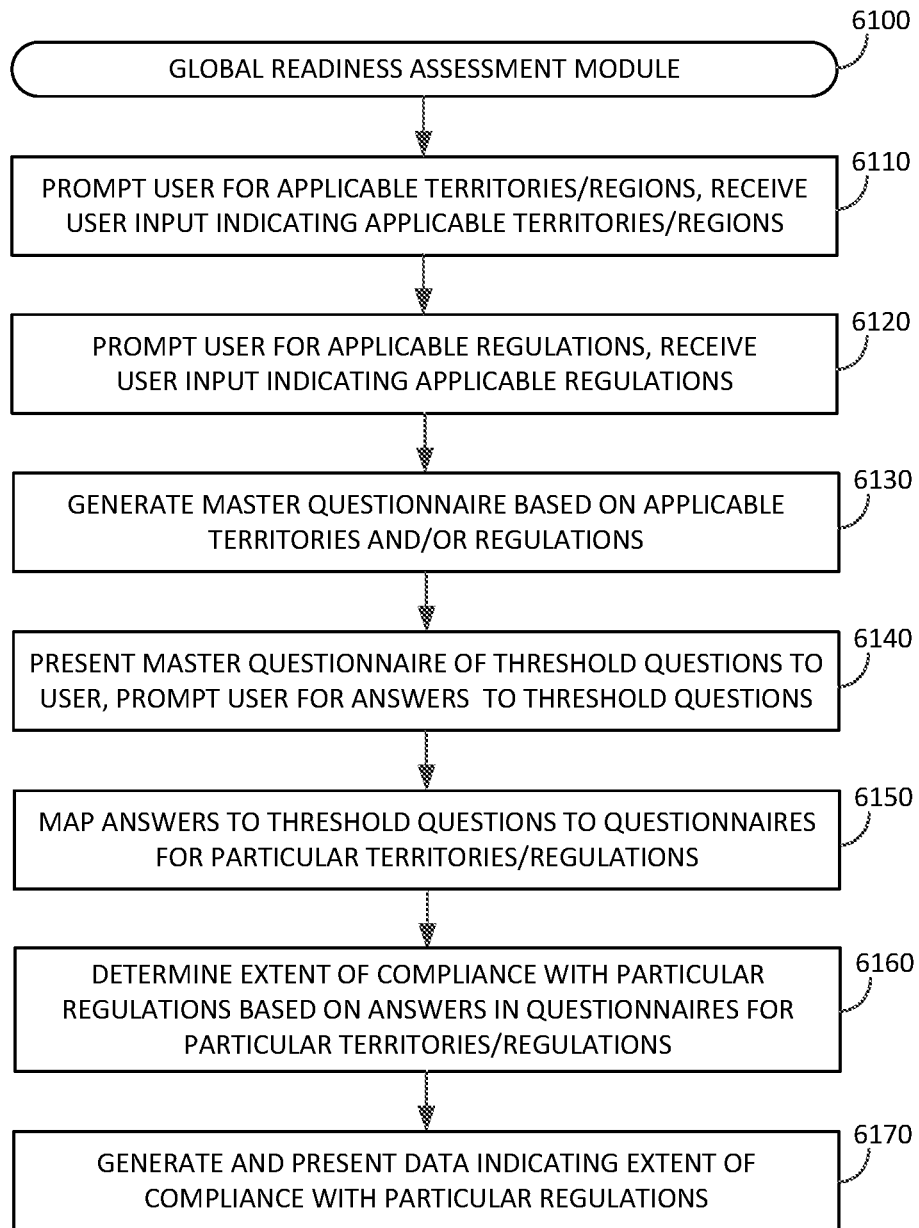 6100
GLOBAL READINESS ASSESSMENT MODULE
6110
PROMPT USER FOR APPLICABLE TERRITORIES/REGIONS, RECEIVE
USER INPUT INDICATING APPLICABLE TERRITORIES/REGIONS
6120
PROMPT USER FOR APPLICABLE REGULATIONS, RECEIVE
USER INPUT INDICATING APPLICABLE REGULATIONS
6130
GENERATE MASTER QUESTIONNAIRE BASED ON APPLICABLE
TERRITORIES AND/OR REGULATIONS
6140
PRESENT MASTER QUESTIONNAIRE OF THRESHOLD QUESTIONS TO
USER, PROMPT USER FOR ANSWERS TO THRESHOLD QUESTIONS
6150
MAP ANSWERS TO THRESHOLD QUESTIONS TO QUESTIONNAIRES
FOR PARTICULAR TERRITORIES/REGULATIONS
6160
DETERMINE EXTENT OF COMPLIANCE WITH PARTICULAR
REGULATIONS BASED ON ANSWERS IN QUESTIONNAIRES FOR
PARTICULAR TERRITORIES/REGULATIONS
6170
GENERATE AND PRESENT DATA INDICATING EXTENT OF
COMPLIANCE WITH PARTICULAR REGULATIONS